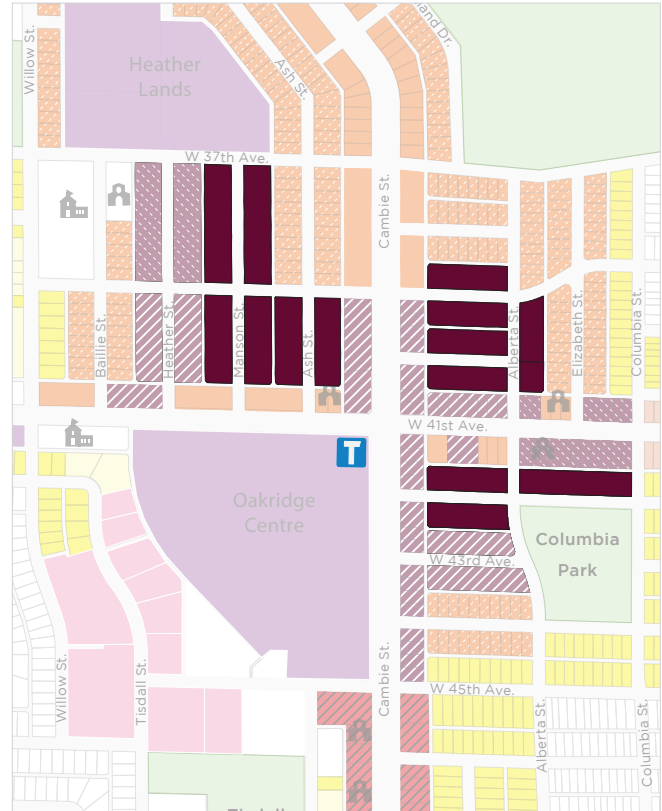 Willow St.
Heather
Lands
Ash St.
W 37th Ave.
Cambie St.
Baillie St.
Heather St.
Manson St.
Ash St.
Alberta St.
Elizabeth St.
Columbia St.
W 41st Ave.
T
Oakridge
Centre
Columbia
Park
W 43rd Ave.
Willow St.
Tisdall St.
Cambie St.
W 45th Ave.
Alberta St.
Columbia St.